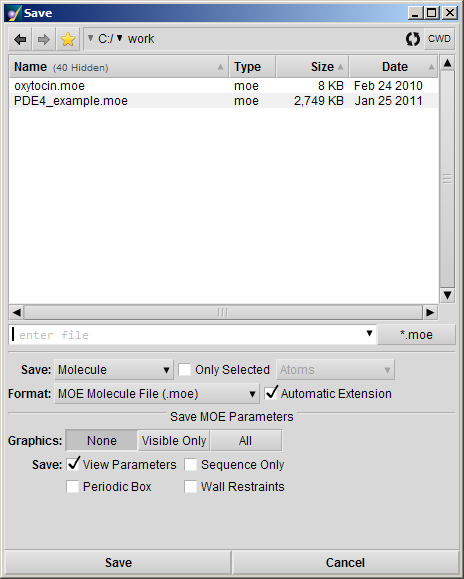 Save
C:/ work CWD
Name (40 Hidden) Type Size Date
oxytocin.moe moe 8 KB Feb 24 2010
PDE4_example.moe moe 2,749 KB Jan 25 2011
enter file *.moe
Save: Molecule Only Selected Atoms
Format: MOE Molecule File (.moe) Automatic Extension
Save MOE Parameters
Graphics: None Visible Only All
Save: View Parameters Sequence Only
Periodic Box Wall Restraints
Save Cancel